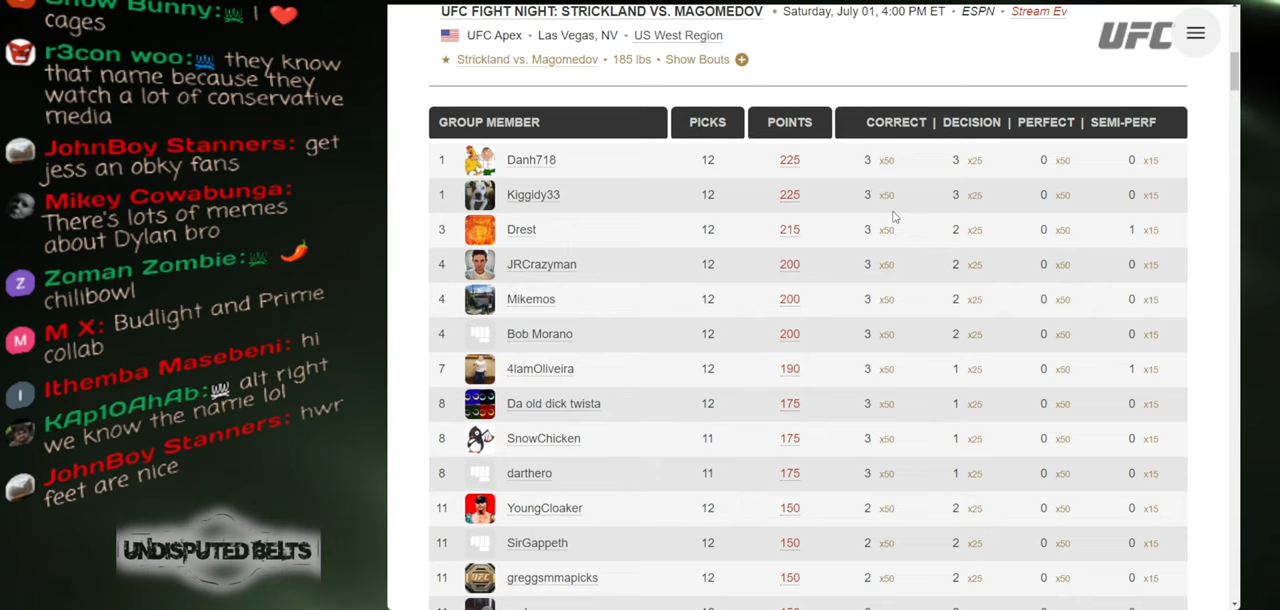 Show Bunny: I
cages
r3con woo: they know
that name because they
watch a lot of conservative
media
JohnBoy Stanners: get
jess an obky fans
Mikey Cowabunga:
There's lots of memes
about Dylan bro
Zoman Zombie:
chilibowl
M X: Budlight and Prime
collab
Ithemba Masebeni: hi
KAp1OAhAb: alt right
we know the name lol
JohnBoy Stanners: hwr
feet are nice
UNDISPUTED BELTS
UFC FIGHT NIGHT: STRICKLAND VS. MAGOMEDOV • Saturday, July 01, 4:00 PM ET • ESPN • Stream Ev
UFC Apex • Las Vegas, NV • US West Region
Strickland vs. Magomedov • 185 lbs • Show Bouts
UFC
GROUP MEMBER PICKS POINTS CORRECT | DECISION | PERFECT | SEMI-PERF
1 Danh718 12 225 3 x50 3 x25 0 x50 0 x15
1 Kiggidy33 12 225 3 x50 3 x25 0 x50 0 x15
3 Drest 12 215 3 x50 2 x25 0 x50 1 x15
4 JRCrazyman 12 200 3 x50 2 x25 0 x50 0 x15
4 Mikemos 12 200 3 x50 2 x25 0 x50 0 x15
4 Bob Morano 12 200 3 x50 2 x25 0 x50 0 x15
7 4IamOliveira 12 190 3 x50 1 x25 0 x50 1 x15
8 Da old dick twista 12 175 3 x50 1 x25 0 x50 0 x15
8 SnowChicken 11 175 3 x50 1 x25 0 x50 0 x15
8 darthero 11 175 3 x50 1 x25 0 x50 0 x15
11 YoungCloaker 12 150 2 x50 2 x25 0 x50 0 x15
11 SirGappeth 12 150 2 x50 2 x25 0 x50 0 x15
11 greggsmmapicks 12 150 2 x50 2 x25 0 x50 0 x15